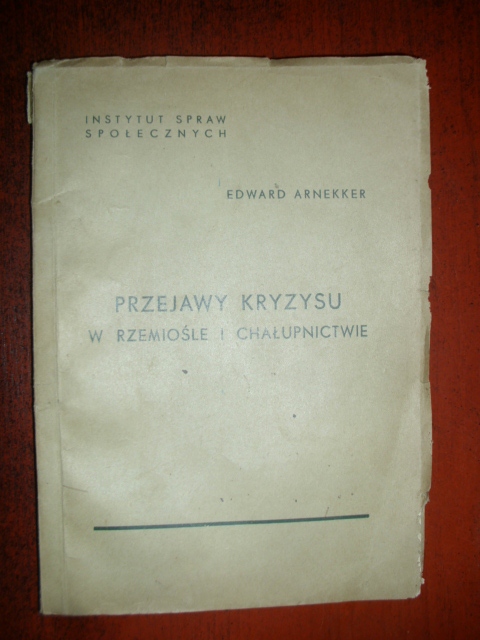 INSTYTUT SPRAW
SPOŁECZNYCH
EDWARD ARNEKKER
PRZEJAWY KRYZYSU
W RZEMIOŚLE I CHAŁUPNICTWIE